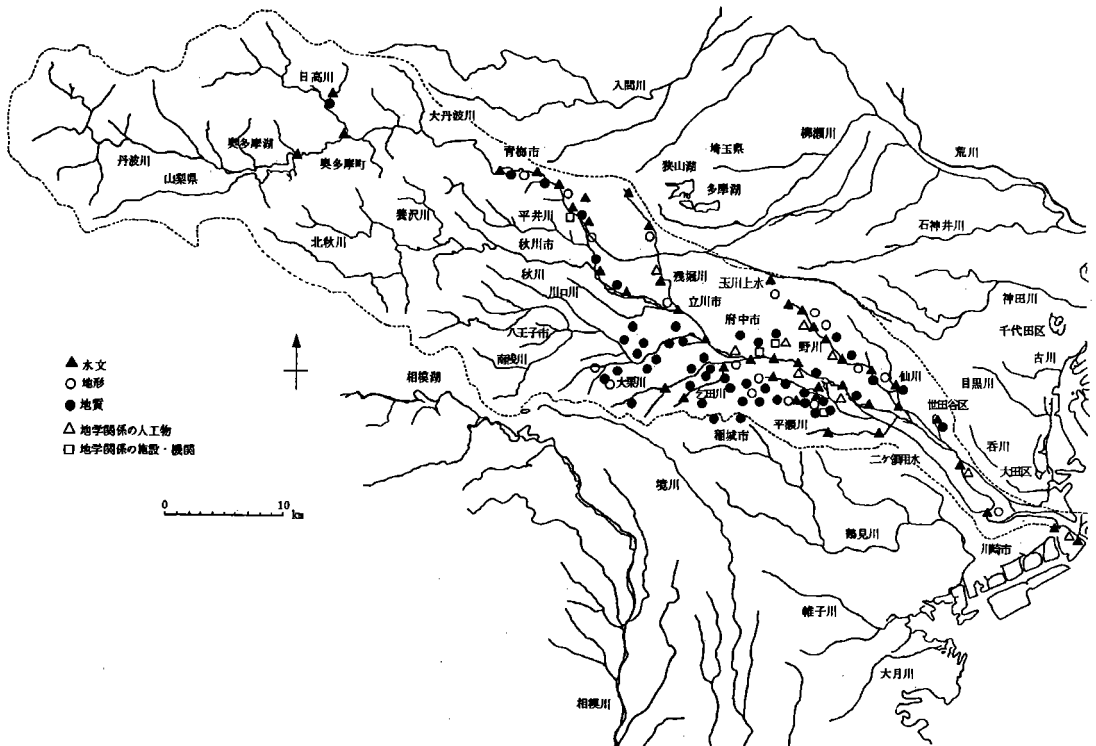 日高川
入間川
大丹波川
柳瀬川
荒川
埼玉県
青梅市
狭山湖
多摩湖
奥多摩湖
丹波川
奥多摩町
山梨県
養沢川
平井川
石神井川
北秋川
秋川市
残堀川
玉川上水
秋川
立川市
神田川
川口川
府中市
千代田区
八王子市
野川
古川
南浅川
仙川
目黒川
相模湖
大栗川
世田谷区
稲城市
平瀬川
呑川
大田区
二ケ領用水
境川
鶴見川
川崎市
帷子川
大月川
相模川
▲ 水文
○ 地形
● 地質
△ 地学関係の人工物
□ 地学関係の施設・機関
0 10 km